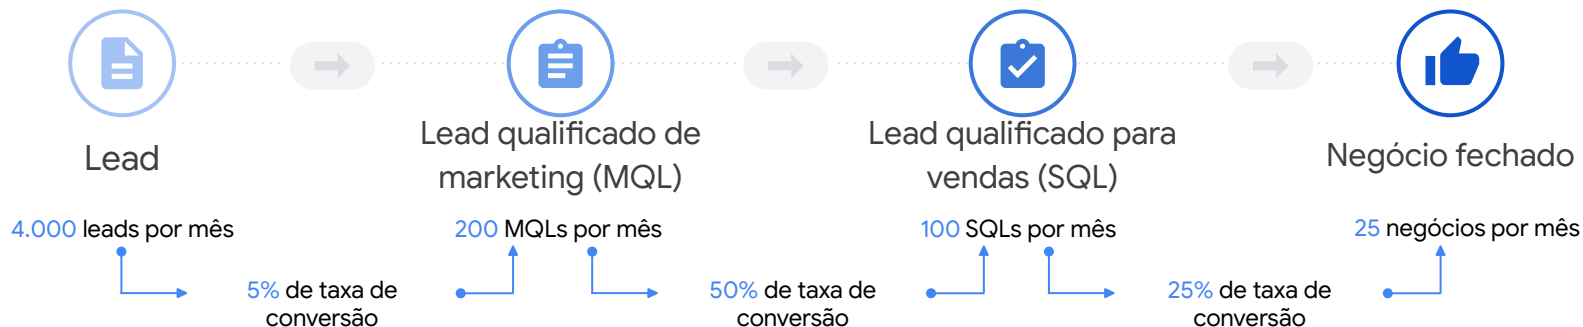 Lead
Lead qualificado de
marketing (MQL)
Lead qualificado para
vendas (SQL)
Negócio fechado
4.000 leads por mês
200 MQLs por mês
100 SQLs por mês
25 negócios por mês
5% de taxa de
conversão
50% de taxa de
conversão
25% de taxa de
conversão